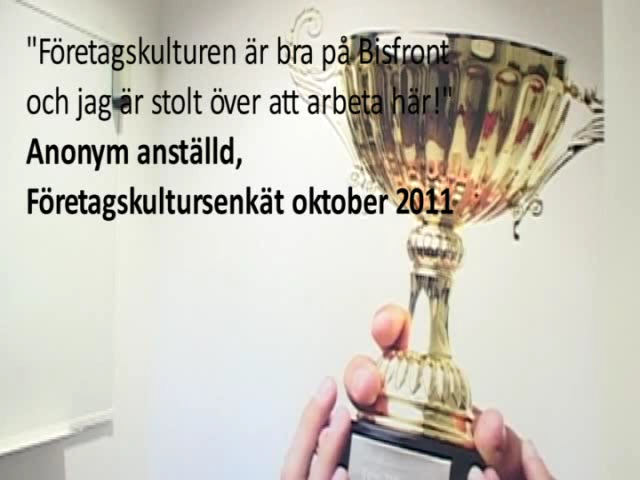 "Företagskulturen är bra på Bisfront
och jag är stolt över att arbeta här!"
Anonym anställd,
Företagskultursenkät oktober 2011